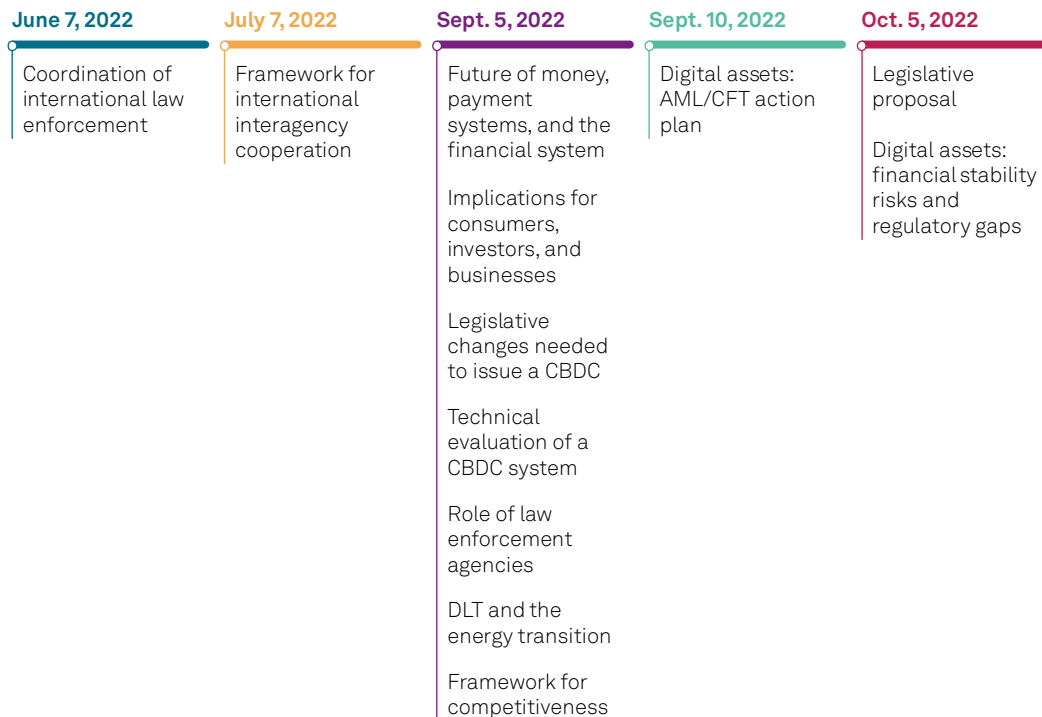 June 7, 2022
Coordination of
international law
enforcement
July 7, 2022
Framework for
international
interagency
cooperation
Sept. 5, 2022
Future of money,
payment
systems, and the
financial system
Implications for
consumers,
investors, and
businesses
Legislative
changes needed
to issue a CBDC
Technical
evaluation of a
CBDC system
Role of law
enforcement
agencies
DLT and the
energy transition
Framework for
competitiveness
Sept. 10, 2022
Digital assets:
AML/CFT action
plan
Oct. 5, 2022
Legislative
proposal
Digital assets:
financial stability
risks and
regulatory gaps